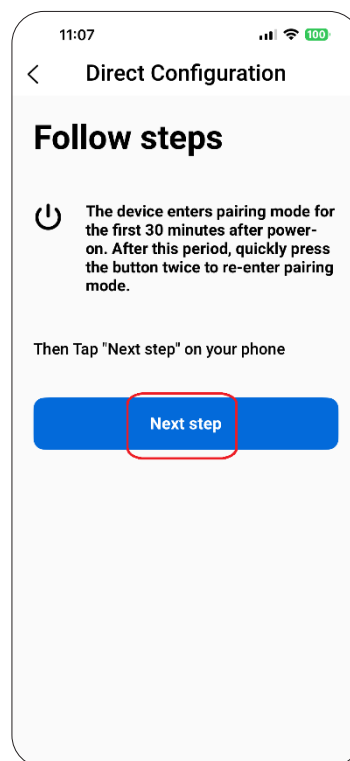 11:07
100
Direct Configuration
Follow steps
The device enters pairing mode for
the first 30 minutes after power-
on. After this period, quickly press
the button twice to re-enter pairing
mode.
Then Tap "Next step" on your phone
Next step